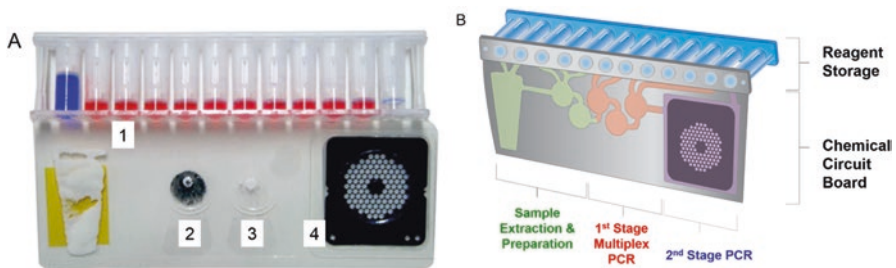 A
1
2
3
4
B
Reagent
Storage
Chemical
Circuit
Board
Sample
Extraction &
Preparation
1st Stage
Multiplex
PCR
2nd Stage PCR